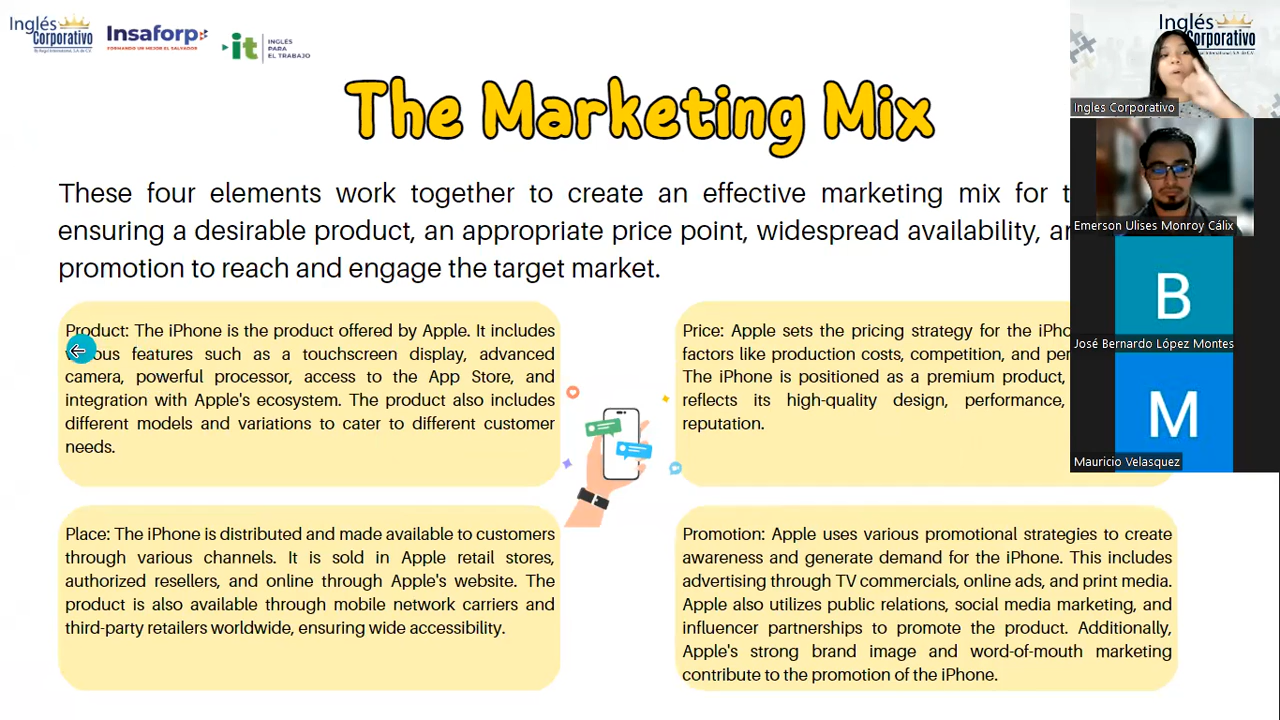 Inglés
Corporativo
Insaforp
FORMANDO UN MEJOR EL SALVADOR
it
INGLÉS
PARA
EL TRABAJO
The Marketing Mix
These four elements work together to create an effective marketing mix for
ensuring a desirable product, an appropriate price point, widespread availability,
promotion to reach and engage the target market.
Product: The iPhone is the product offered by Apple. It includes
features such as a touchscreen display, advanced
camera, powerful processor, access to the App Store, and
integration with Apple's ecosystem. The product also includes
different models and variations to cater to different customer
needs.
Price: Apple sets the pricing strategy for the
factors like production costs, competition, and
The iPhone is positioned as a premium product,
reflects its high-quality design, performance,
reputation.
Place: The iPhone is distributed and made available to customers
through various channels. It is sold in Apple retail stores,
authorized resellers, and online through Apple's website. The
product is also available through mobile network carriers and
third-party retailers worldwide, ensuring wide accessibility.
Promotion: Apple uses various promotional strategies to create
awareness and generate demand for the iPhone. This includes
advertising through TV commercials, online ads, and print media.
Apple also utilizes public relations, social media marketing, and
influencer partnerships to promote the product. Additionally,
Apple's strong brand image and word-of-mouth marketing
contribute to the promotion of the iPhone.
Inglés
Corporativo
Ingles Corporativo
Emerson Ulises Monroy Cálix
B
José Bernardo López Montes
M
Mauricio Velasquez